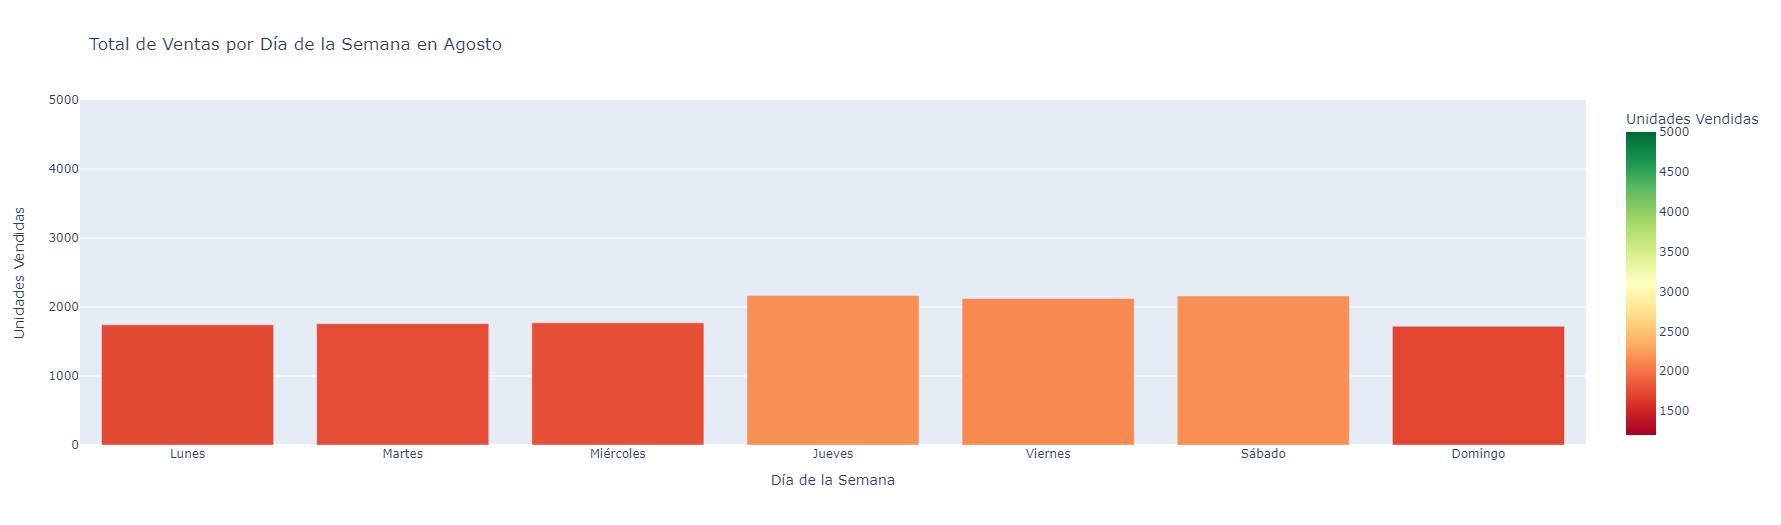 Total de Ventas por Día de la Semana en Agosto
Unidades Vendidas
5000
4000
3000
2000
1000
0
Lunes
Martes
Miércoles
Jueves
Viernes
Sábado
Domingo
Día de la Semana
Unidades Vendidas
5000
4500
4000
3500
3000
2500
2000
1500